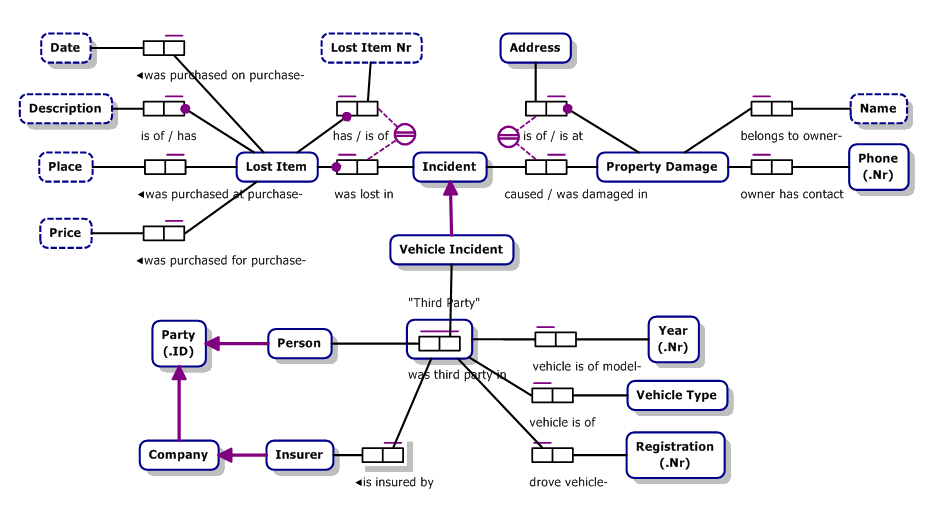 Date
Lost Item Nr
Address
◄was purchased on purchase-
Description
Name
is of / has
has / is of
is of / is at
belongs to owner-
Place
Lost Item
Incident
Property Damage
Phone
(.Nr)
◄was purchased at purchase-
was lost in
caused / was damaged in
owner has contact
Price
Vehicle Incident
◄was purchased for purchase-
"Third Party"
Party
(.ID)
Person
Year
(.Nr)
was third party in
vehicle is of model-
Vehicle Type
vehicle is of
Company
Insurer
Registration
(.Nr)
◄is insured by
drove vehicle-